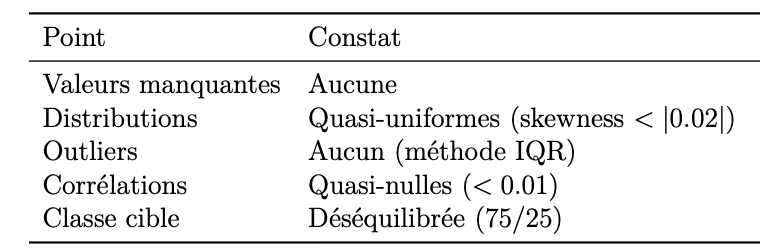 Point Constat
Valeurs manquantes Aucune
Distributions Quasi-uniformes (skewness < |0.02|)
Outliers Aucun (méthode IQR)
Corrélations Quasi-nulles (< 0.01)
Classe cible Déséquilibrée (75/25)